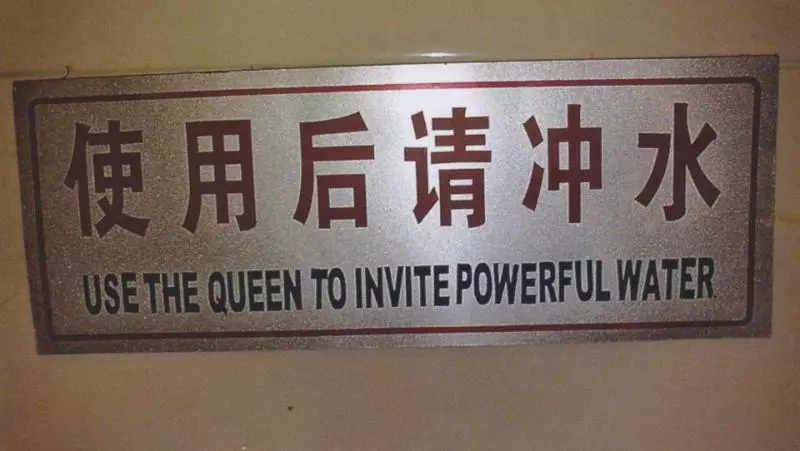 使用后请冲水
USE THE QUEEN TO INVITE POWERFUL WATER